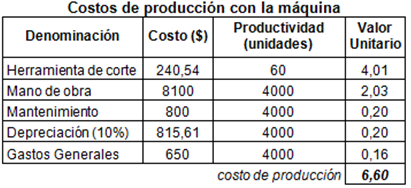 Costos de producción con la máquina
Denominación Costo ($) Productividad (unidades) Valor Unitario
Herramienta de corte 240,54 60 4,01
Mano de obra 8100 4000 2,03
Mantenimiento 800 4000 0,20
Depreciación (10%) 815,61 4000 0,20
Gastos Generales 650 4000 0,16
costo de producción 6,60